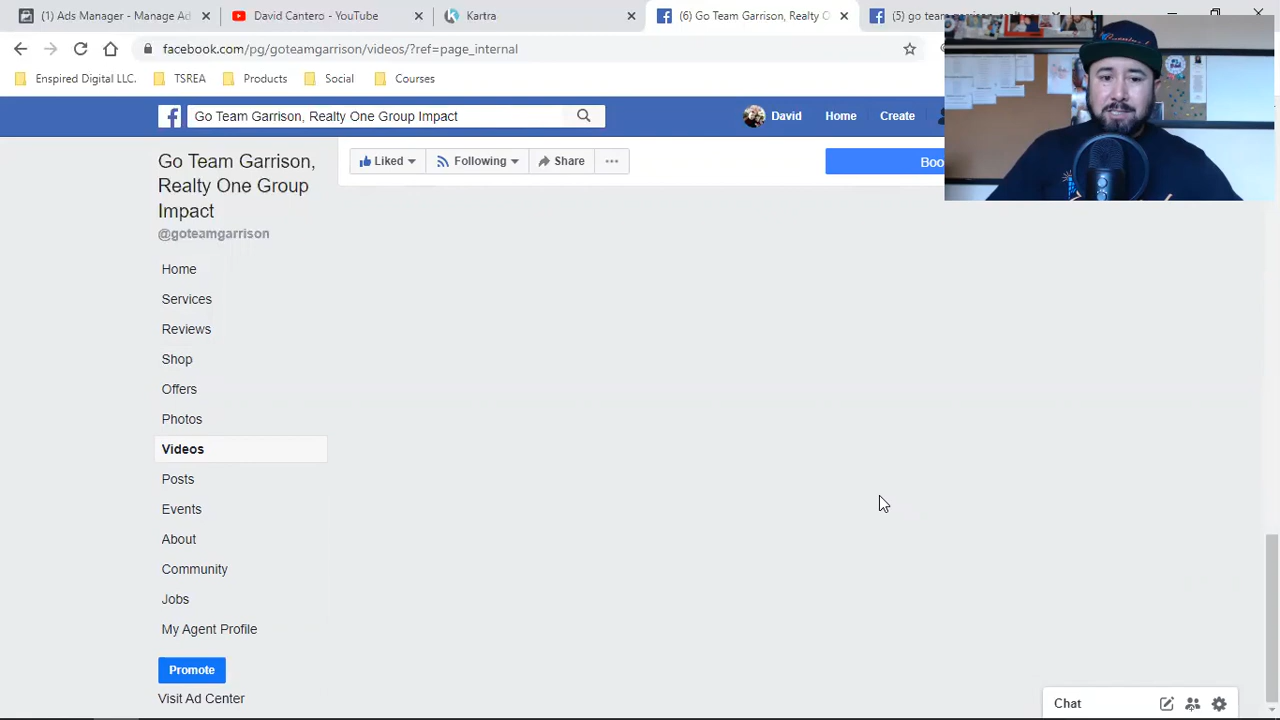 (1) Ads Manager - Manage Ad
David Cantero - YouTube
Kartra
(6) Go Team Garrison, Realty O
facebook.com/pg/goteamgarrison/videos/?ref=page_internal
Enspired Digital LLC.
TSREA
Products
Social
Courses
Go Team Garrison, Realty One Group Impact
David
Home
Create
Go Team Garrison,
Realty One Group
Impact
@goteamgarrison
Liked
Following
Share
Boo
Home
Services
Reviews
Shop
Offers
Photos
Videos
Posts
Events
About
Community
Jobs
My Agent Profile
Promote
Visit Ad Center
Chat